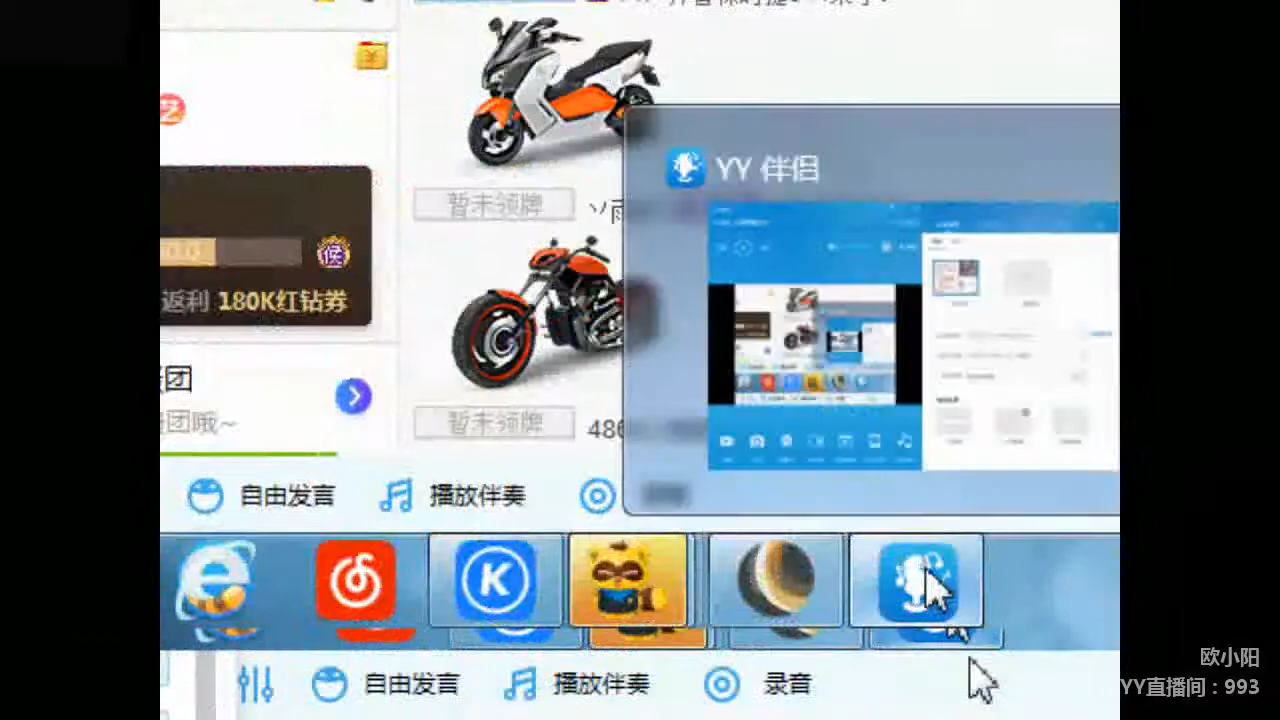 YY 伴侣
暂未领牌
返利 180K红钻券
团
团哦~
暂未领牌
486
自由发言
播放伴奏
自由发言
播放伴奏
录音
欧小阳
YY直播间：993